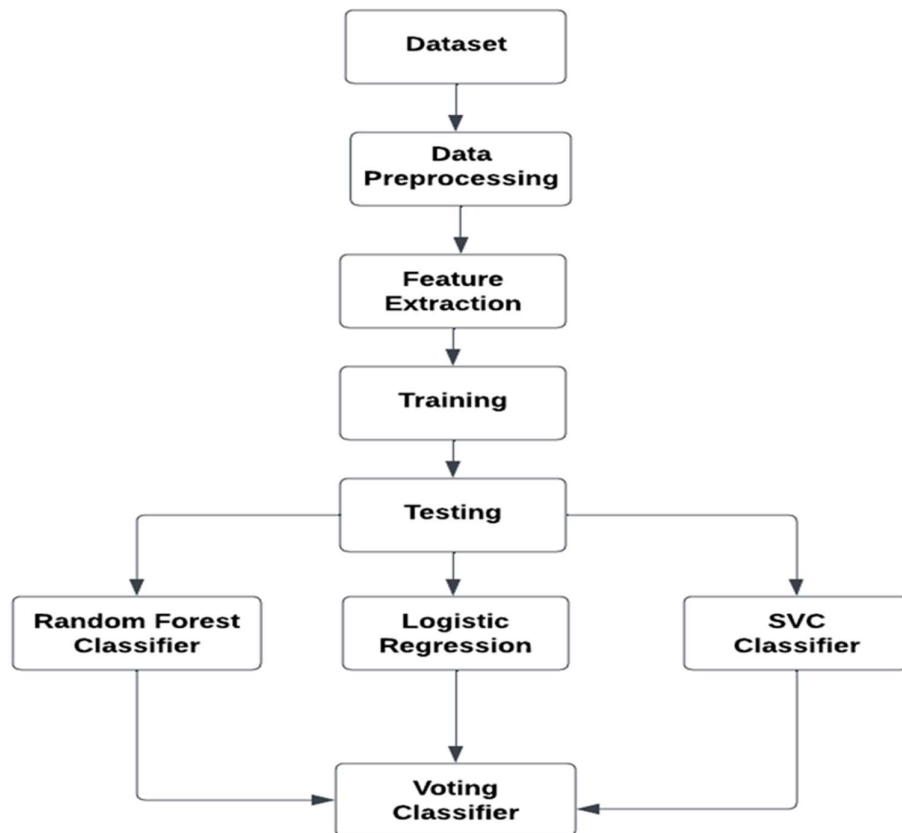 Dataset
Data
Preprocessing
Feature
Extraction
Training
Testing
Random Forest
Classifier
Logistic
Regression
SVC
Classifier
Voting
Classifier